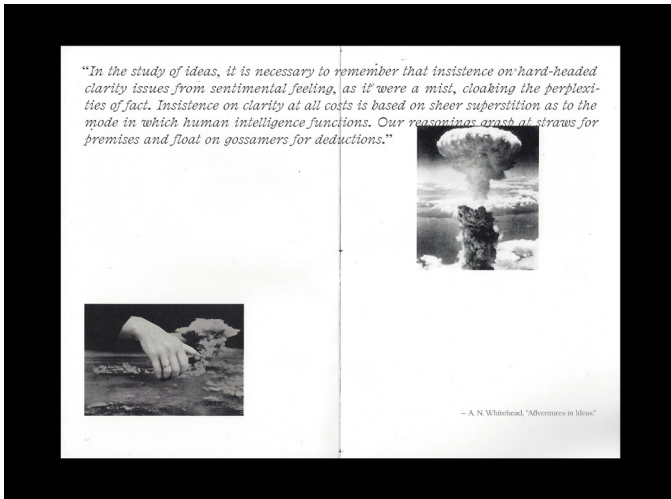 “In the study of ideas, it is necessary to remember that insistence on hard-headed
clarity issues from sentimental feeling, as it were a mist, cloaking the perplexi-
ties of fact. Insistence on clarity at all costs is based on sheer superstition as to the
mode in which human intelligence functions. Our reasonings grasp at straws for
premises and float on gossamers for deductions.”
– A. N. Whitehead, “Adventures in Ideas.”